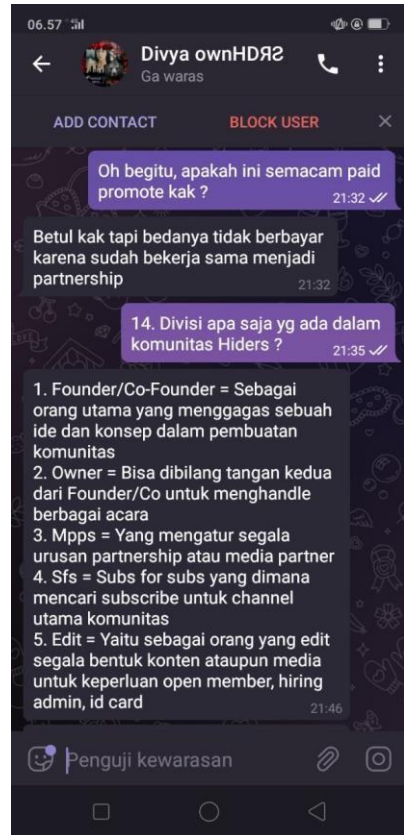 06.57
Divya ownHDЯƧ
Ga waras
ADD CONTACT
BLOCK USER
Oh begitu, apakah ini semacam paid
promote kak ?
21:32
Betul kak tapi bedanya tidak berbayar
karena sudah bekerja sama menjadi
partnership
21:32
14. Divisi apa saja yg ada dalam
komunitas Hiders ?
21:35
1. Founder/Co-Founder = Sebagai
orang utama yang menggagas sebuah
ide dan konsep dalam pembuatan
komunitas
2. Owner = Bisa dibilang tangan kedua
dari Founder/Co untuk menghandle
berbagai acara
3. Mpps = Yang mengatur segala
urusan partnership atau media partner
4. Sfs = Subs for subs yang dimana
mencari subscribe untuk channel
utama komunitas
5. Edit = Yaitu sebagai orang yang edit
segala bentuk konten ataupun media
untuk keperluan open member, hiring
admin, id card
21:46
Penguji kewarasan